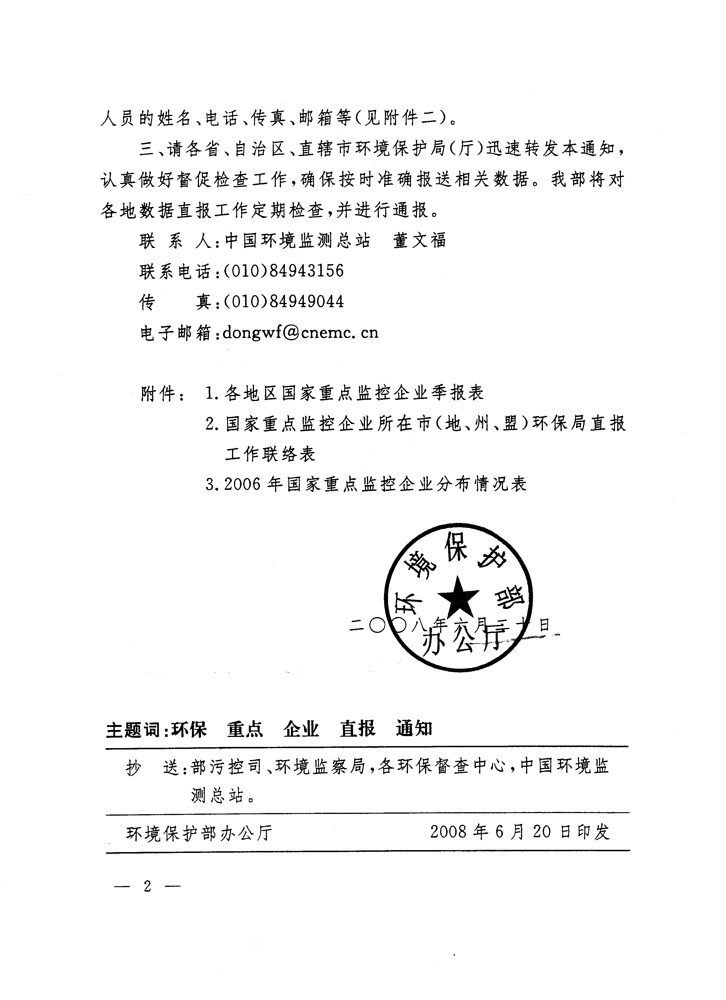 人员的姓名、电话、传真、邮箱等(见附件二)。
三、请各省、自治区、直辖市环境保护局(厅)迅速转发本通知,
认真做好督促检查工作,确保按时准确报送相关数据。我部将对
各地数据直报工作定期检查,并进行通报。
联 系 人:中国环境监测总站 董文福
联系电话:(010)84943156
传 真:(010)84949044
电子邮箱:dongwf@cnemc.cn
附件: 1.各地区国家重点监控企业季报表
2.国家重点监控企业所在市(地、州、盟)环保局直报
工作联络表
3.2006年国家重点监控企业分布情况表
环境保护部
办公厅
二〇〇八年六月二十日
主题词:环保 重点 企业 直报 通知
抄 送:部污控司、环境监察局,各环保督查中心,中国环境监
测总站。
环境保护部办公厅 2008年6月20日印发
— 2 —